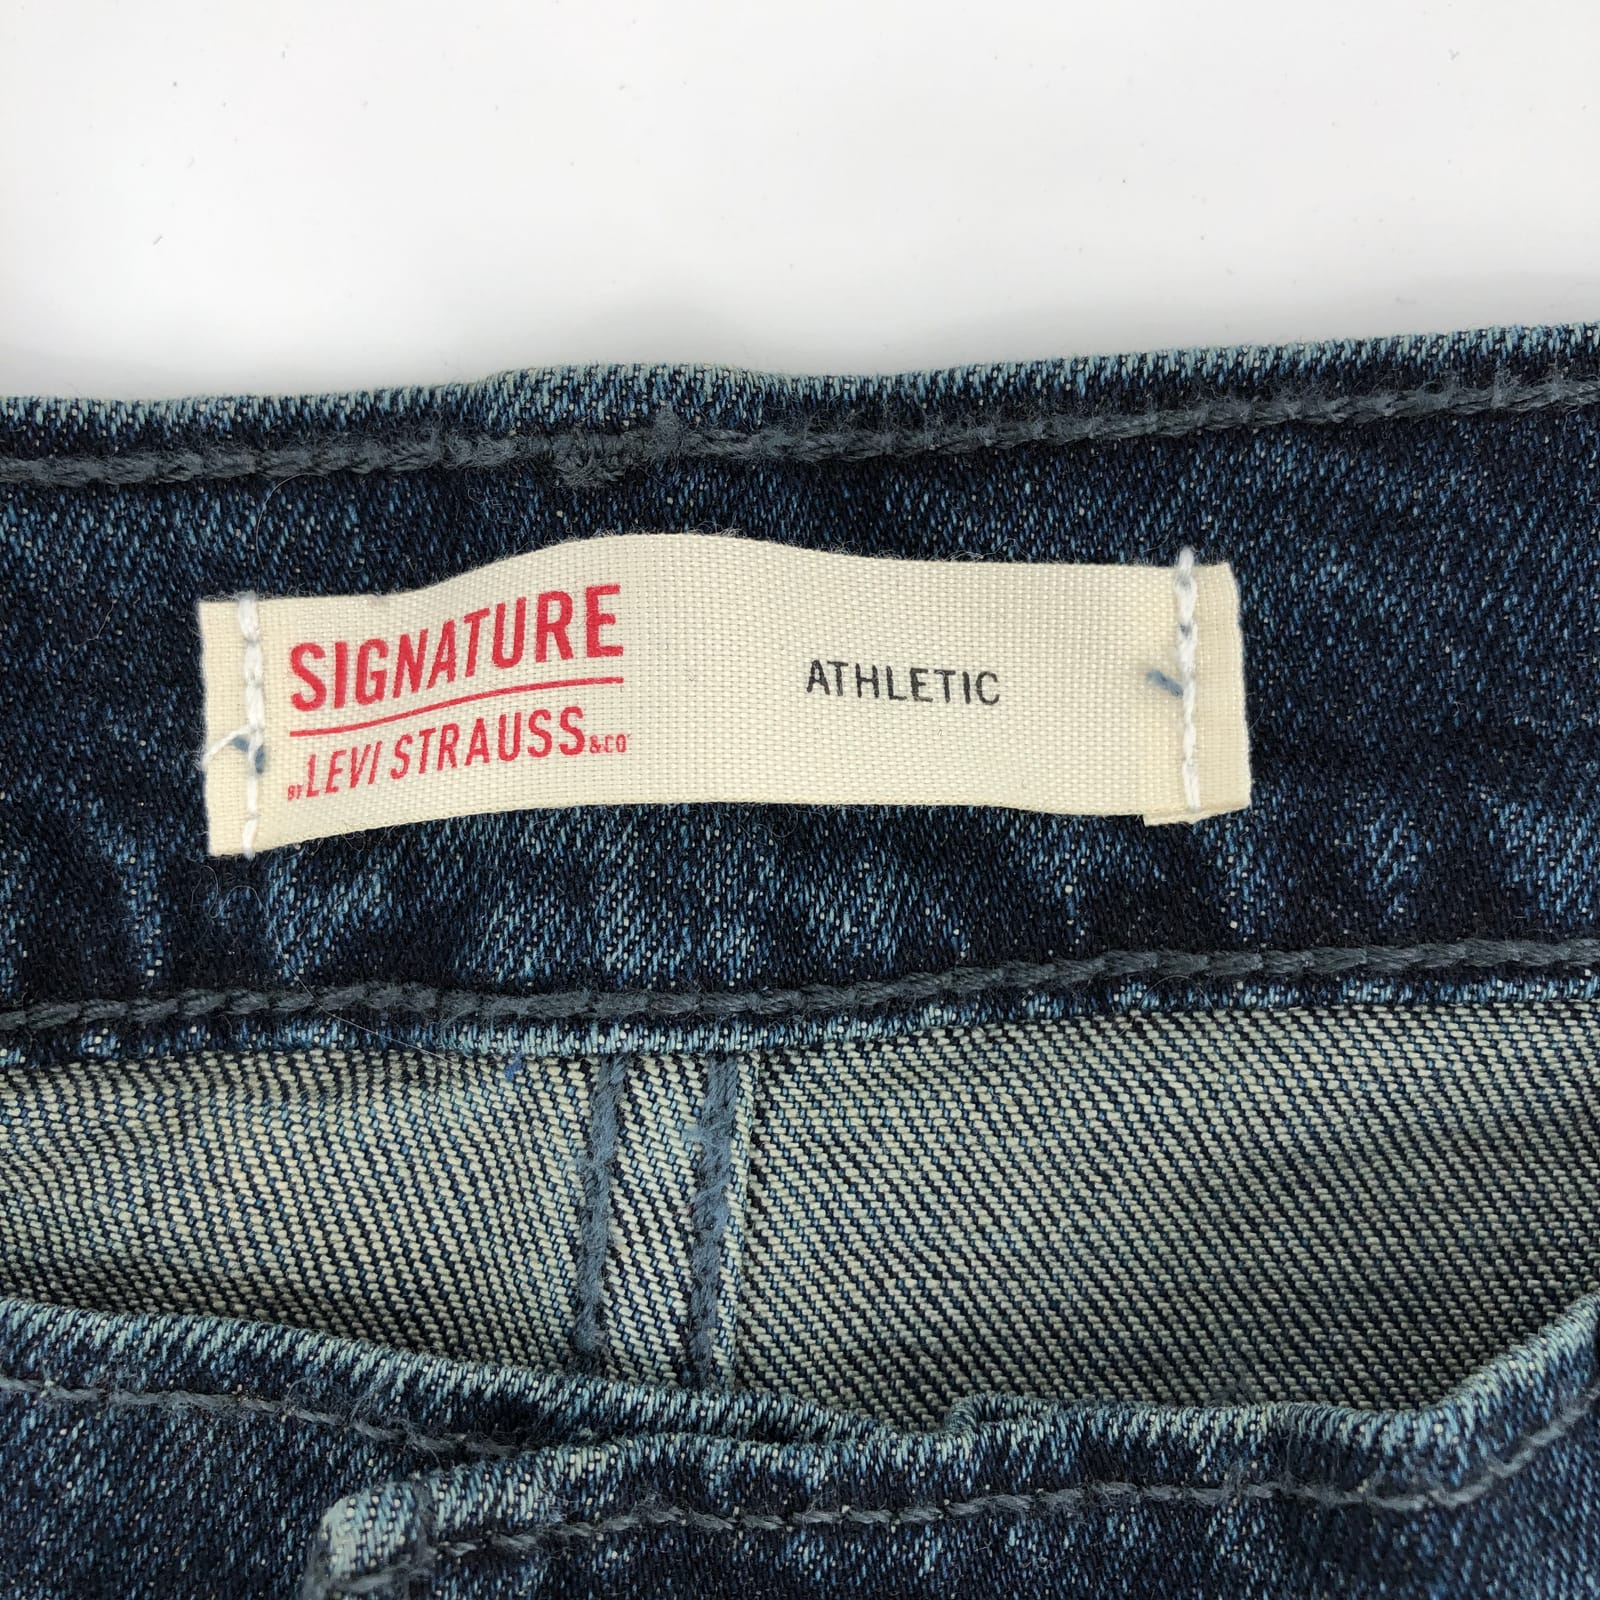 SIGNATURE
BY LEVI STRAUSS & CO
ATHLETIC